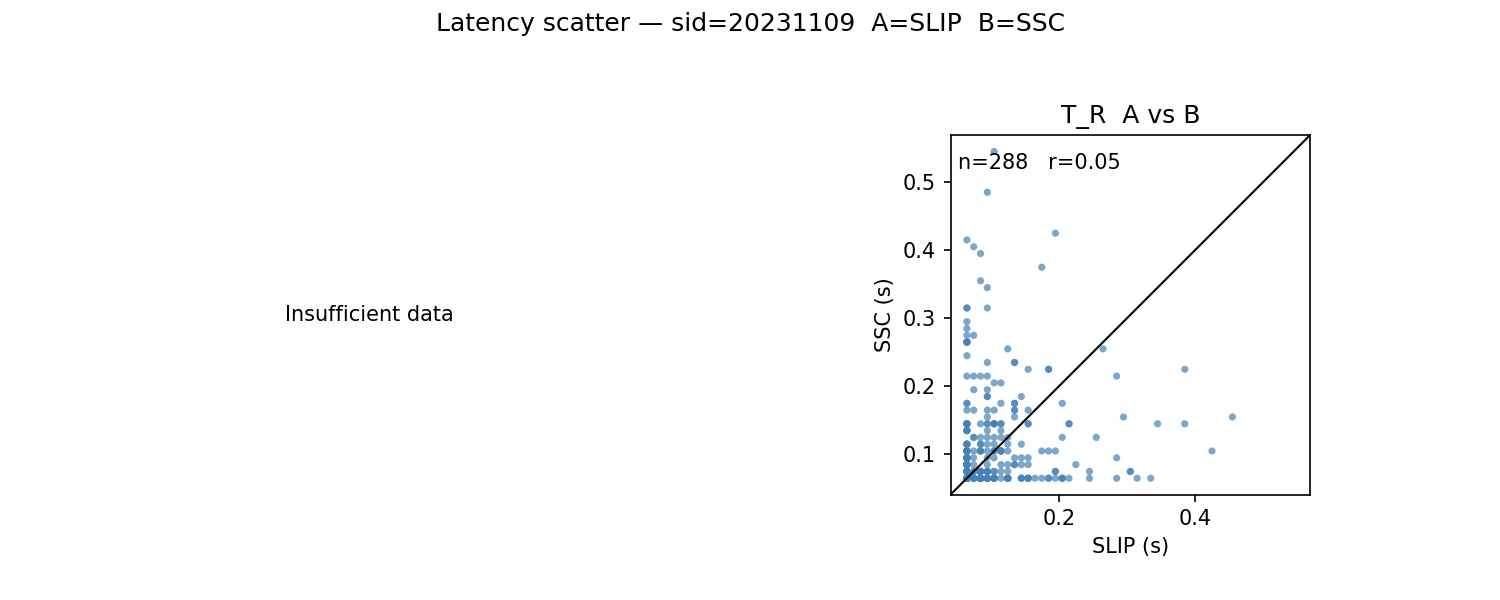 Latency scatter — sid=20231109  A=SLIP  B=SSC
Insufficient data
T_R  A vs B
n=288   r=0.05
SSC (s)
0.5
0.4
0.3
0.2
0.1
0.2
0.4
SLIP (s)